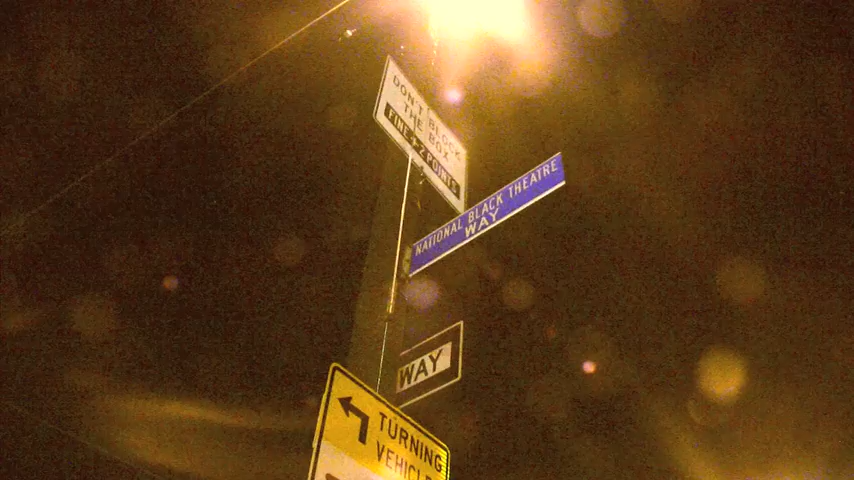 DON'T BLOCK
THE BOX
FINE + 2 POINTS
NATIONAL BLACK THEATRE
WAY
WAY
TURNING
VEHICLE